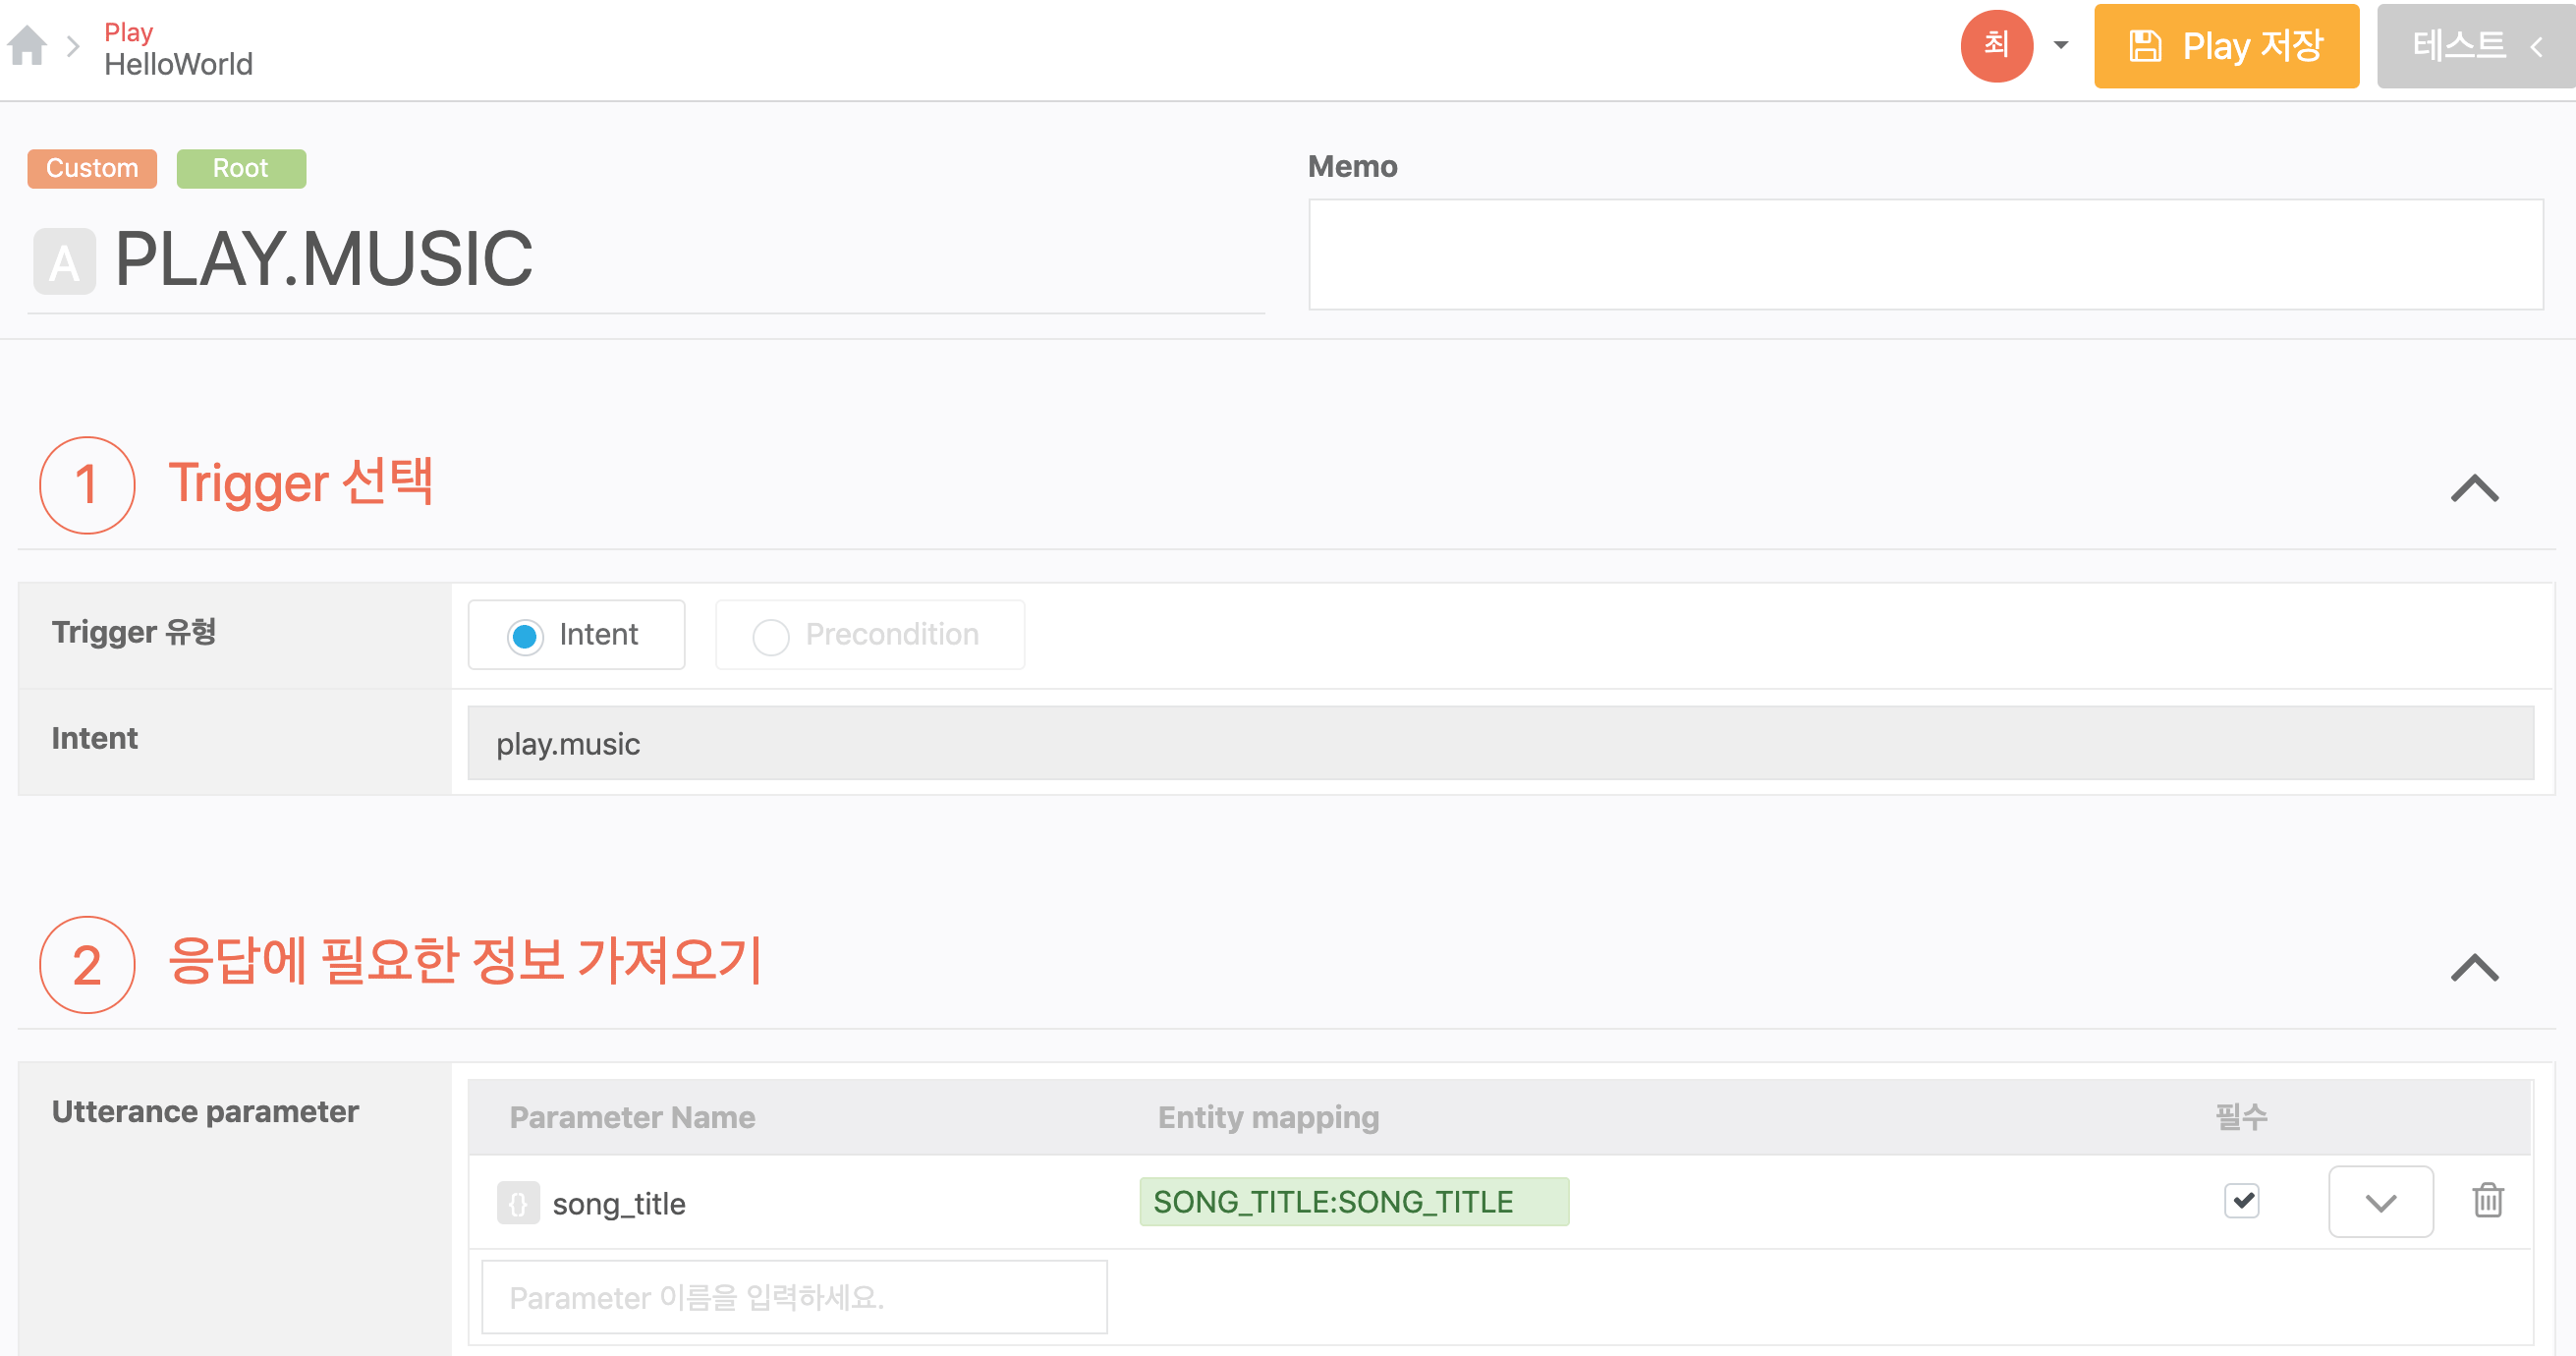 Play
HelloWorld
최
Play 저장
테스트
Custom
Root
Memo
A
PLAY.MUSIC
1
Trigger 선택
Trigger 유형
Intent
Precondition
Intent
play.music
2
응답에 필요한 정보 가져오기
Utterance parameter
Parameter Name
Entity mapping
필수
{}
song_title
SONG_TITLE:SONG_TITLE
Parameter 이름을 입력하세요.